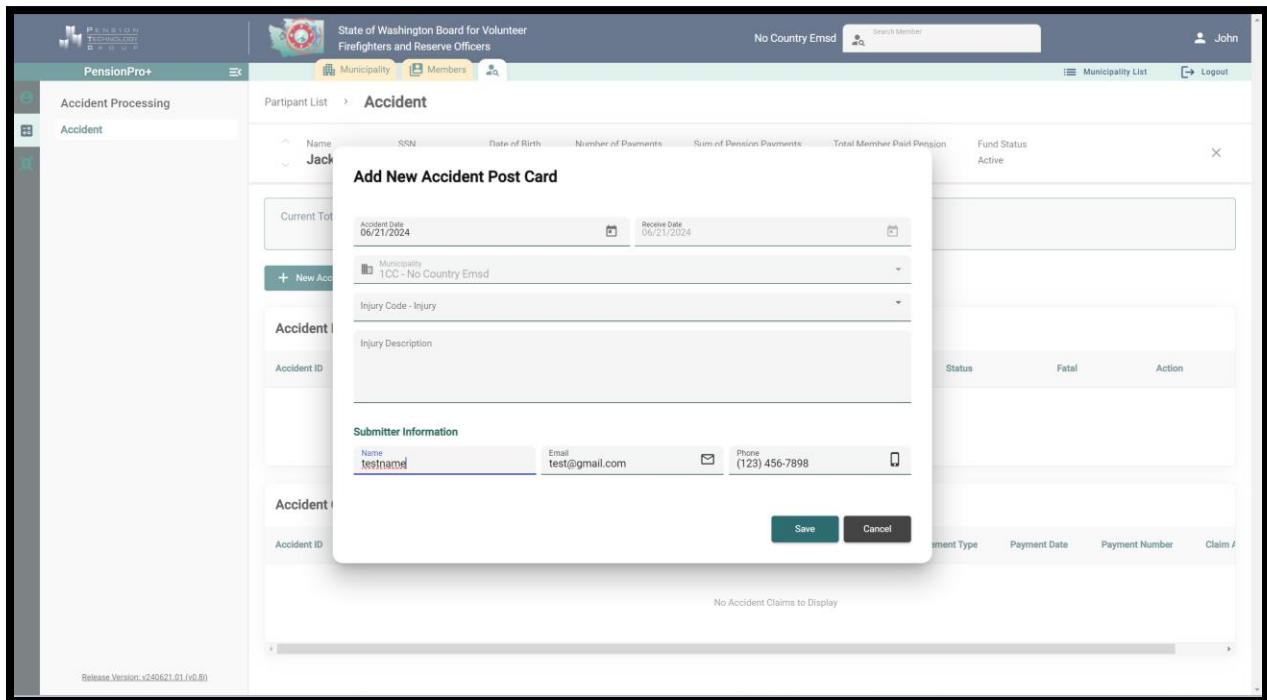 PENSION
TECHNOLOGY
GROUP
State of Washington Board for Volunteer
Firefighters and Reserve Officers
No Country Emsd
Search Member
John
PensionPro+
Municipality
Members
Municipality List
Logout
Accident Processing
Accident
Partipant List > Accident
Name
SSN
Date of Birth
Number of Payments
Sum of Pension Payments
Total Member Paid Pension
Fund Status
Jack
Active
Add New Accident Post Card
Current Tot
Accident Date
06/21/2024
Receive Date
06/21/2024
Municipality
1CC - No Country Emsd
+ New Acc
Injury Code - Injury
Accident
Injury Description
Accident ID
Status
Fatal
Action
Submitter Information
Name
testname
Email
test@gmail.com
Phone
(123) 456-7898
Accident
Save
Cancel
Accident ID
ement Type
Payment Date
Payment Number
Claim A
No Accident Claims to Display
Release Version: v240621.01 (v0.8i)